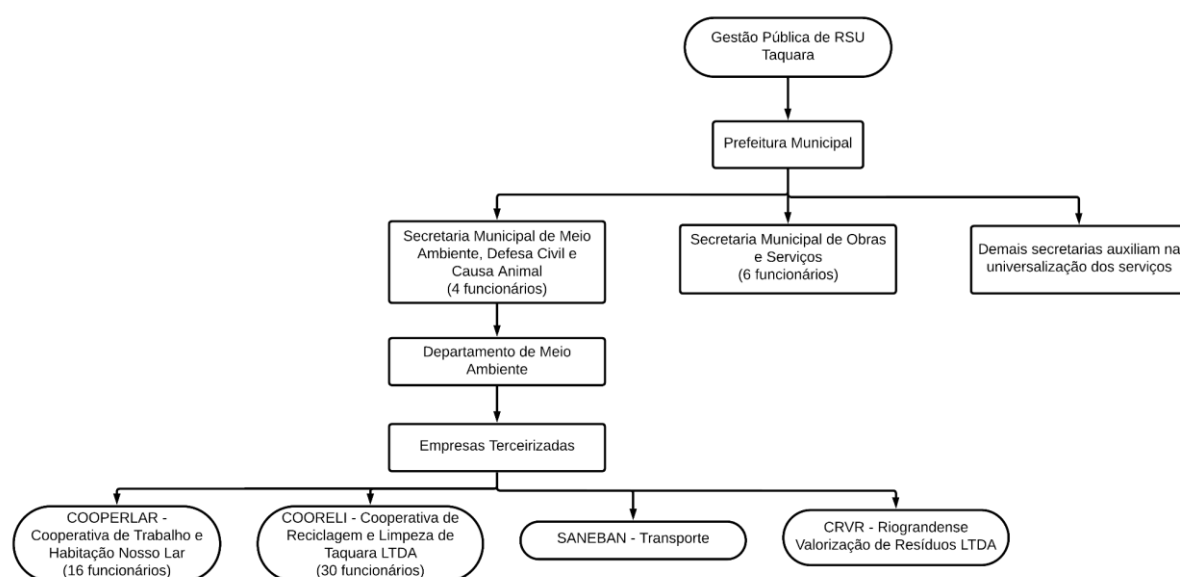 Gestão Pública de RSU
Taquara
Prefeitura Municipal
Secretaria Municipal de Meio
Ambiente, Defesa Civil e
Causa Animal
(4 funcionários)
Secretaria Municipal de Obras
e Serviços
(6 funcionários)
Demais secretarias auxiliam na
universalização dos serviços
Departamento de Meio
Ambiente
Empresas Terceirizadas
COOPERLAR -
Cooperativa de Trabalho e
Habitação Nosso Lar
(16 funcionários)
COORELI - Cooperativa de
Reciclagem e Limpeza de
Taquara LTDA
(30 funcionários)
SANEBAN - Transporte
CRVR - Riograndense
Valorização de Resíduos LTDA